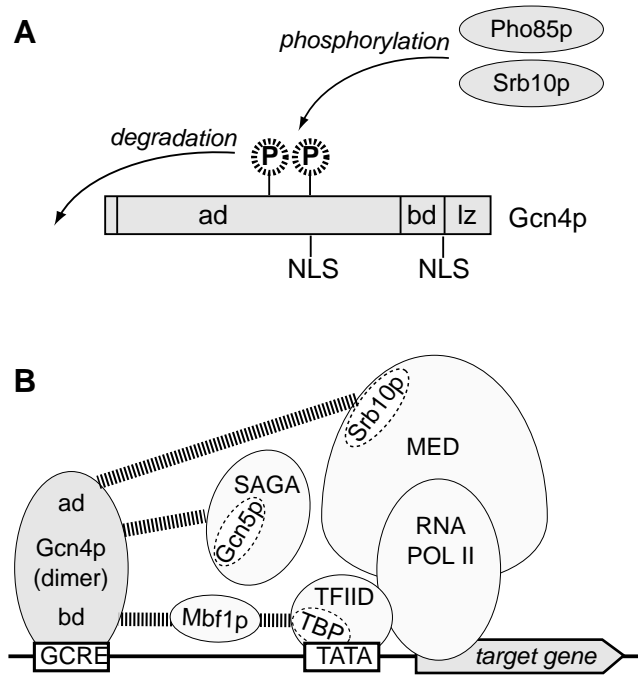 A
phosphorylation
Pho85p
Srb10p
degradation
P P
ad bd lz Gcn4p
NLS NLS
B
Srb10p
MED
SAGA
Gcn5p
ad
Gcn4p
(dimer)
bd
RNA
POL II
Mbf1p
TFIID
TBP
GCRE TATA target gene